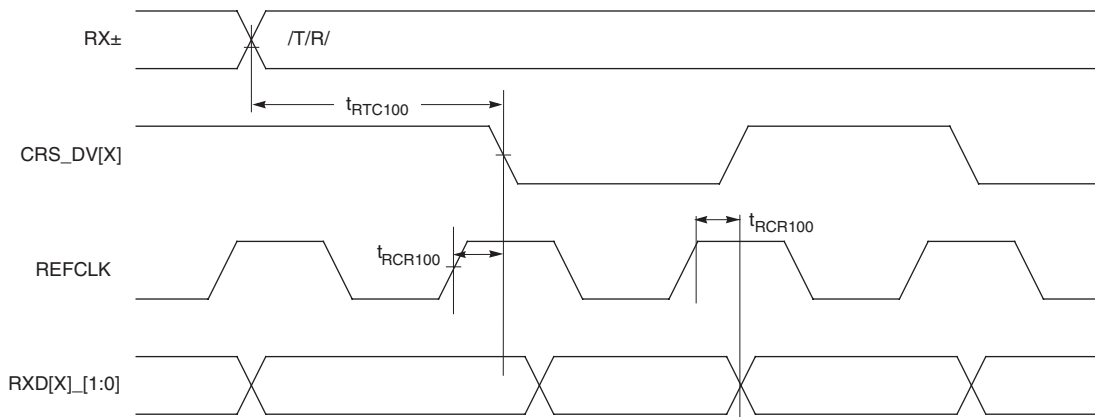 RX± /T/R/
tRTC100
CRS_DV[X]
tRCR100
tRCR100
REFCLK
RXD[X]_[1:0]